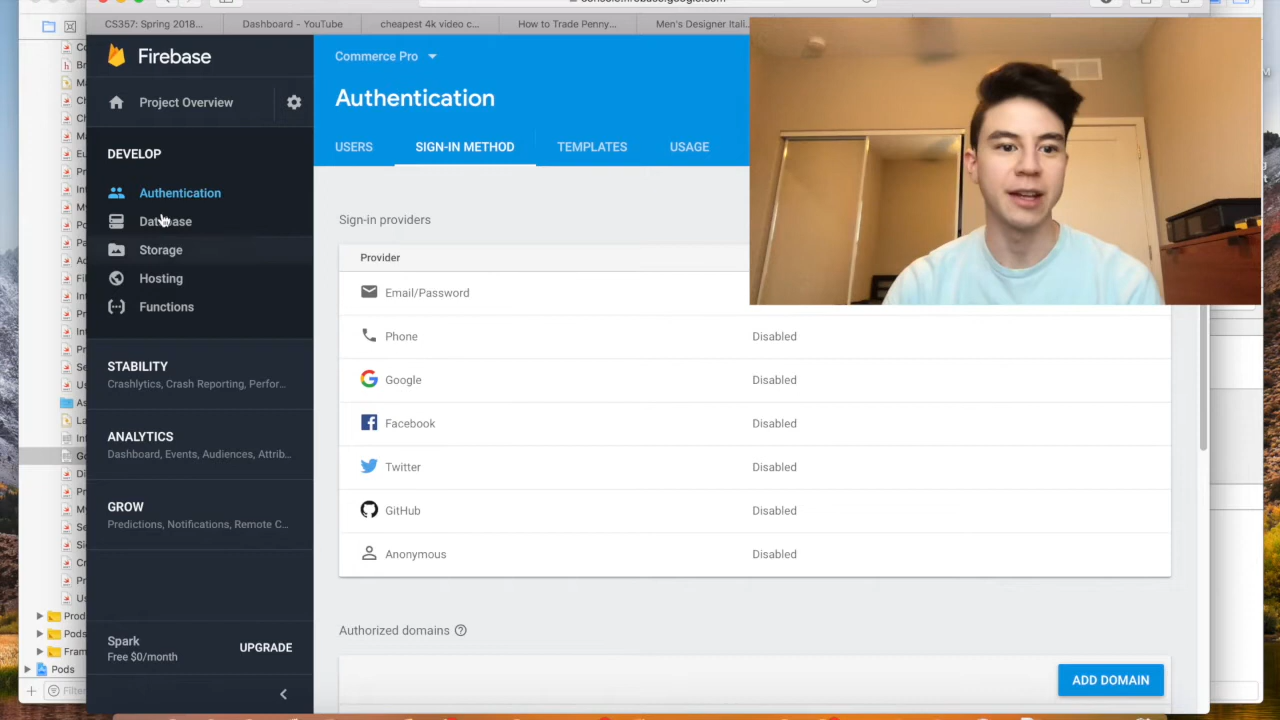 CS357: Spring 2018...
Dashboard - YouTube
cheapest 4k video c...
How to Trade Penny...
Men's Designer Itali...
Firebase
Commerce Pro
Project Overview
Authentication
USERS
SIGN-IN METHOD
TEMPLATES
USAGE
DEVELOP
Authentication
Database
Storage
Hosting
Functions
STABILITY
Crashlytics, Crash Reporting, Perfor...
ANALYTICS
Dashboard, Events, Audiences, Attrib...
GROW
Predictions, Notifications, Remote C...
Spark
Free $0/month
UPGRADE
Sign-in providers
Provider
Email/Password
Phone Disabled
Google Disabled
Facebook Disabled
Twitter Disabled
GitHub Disabled
Anonymous Disabled
Authorized domains
ADD DOMAIN
Prod
Pods
Fram
Pods
Filter